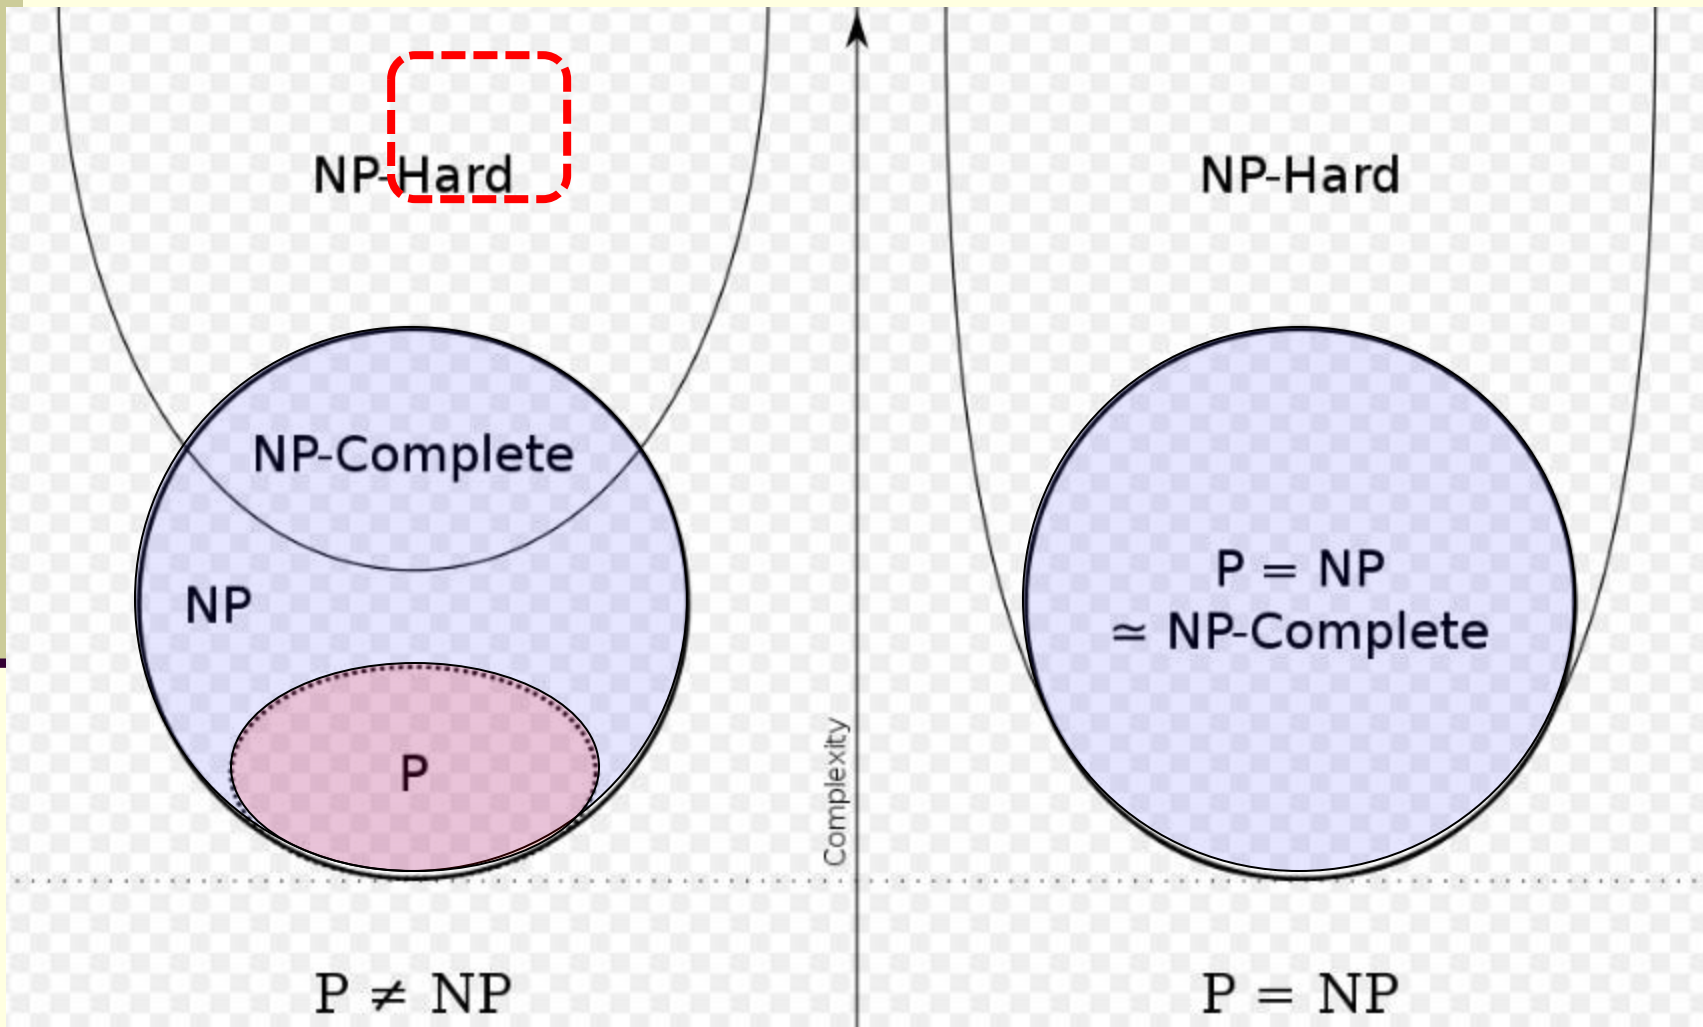 NP-Hard
NP-Complete
NP
P
P ≠ NP
Complexity
NP-Hard
P = NP
≃ NP-Complete
P = NP